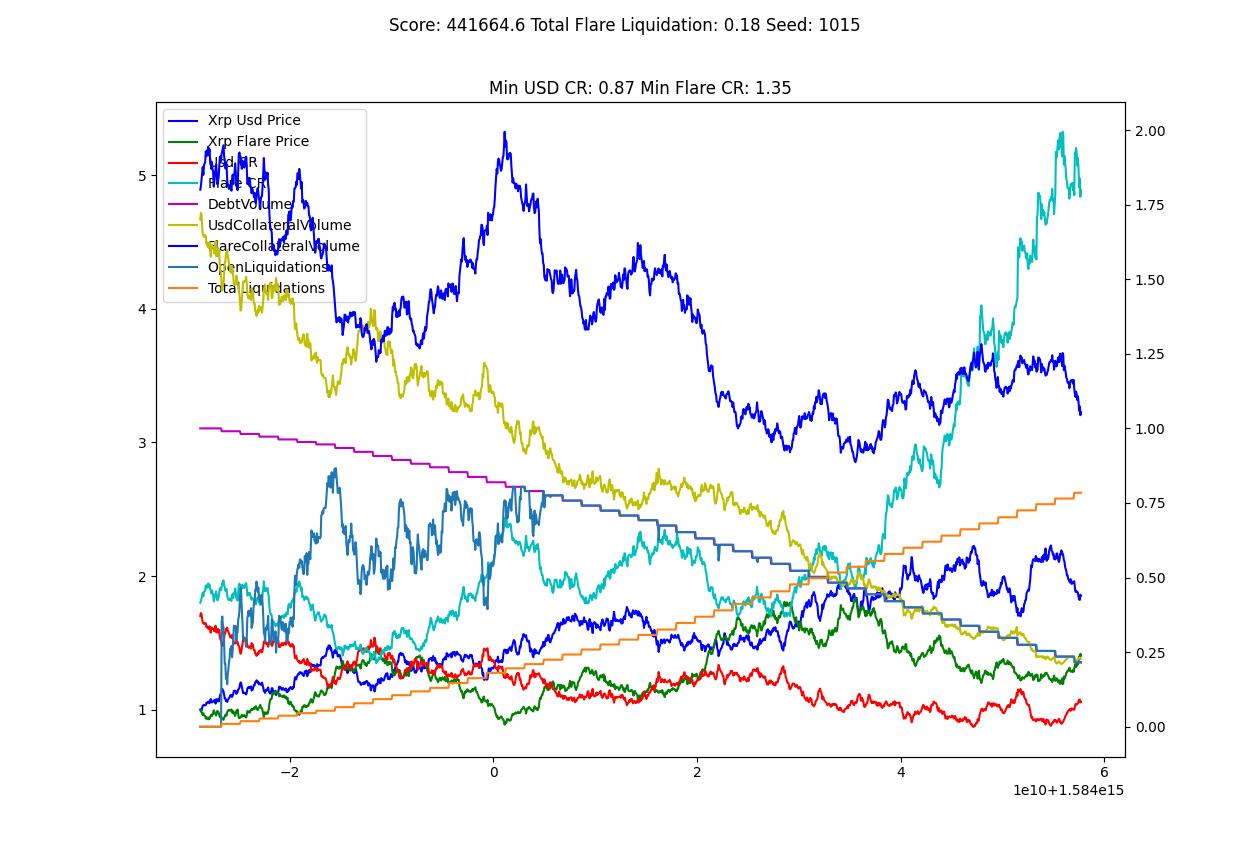 Score: 441664.6 Total Flare Liquidation: 0.18 Seed: 1015
Min USD CR: 0.87 Min Flare CR: 1.35
Xrp Usd Price
Xrp Flare Price
Usd CR
Flare CR
DebtVolume
UsdCollateralVolume
FlareCollateralVolume
OpenLiquidations
TotalLiquidations
5
4
3
2
1
2.00
1.75
1.50
1.25
1.00
0.75
0.50
0.25
0.00
−2
0
2
4
6
1e10+1.584e15